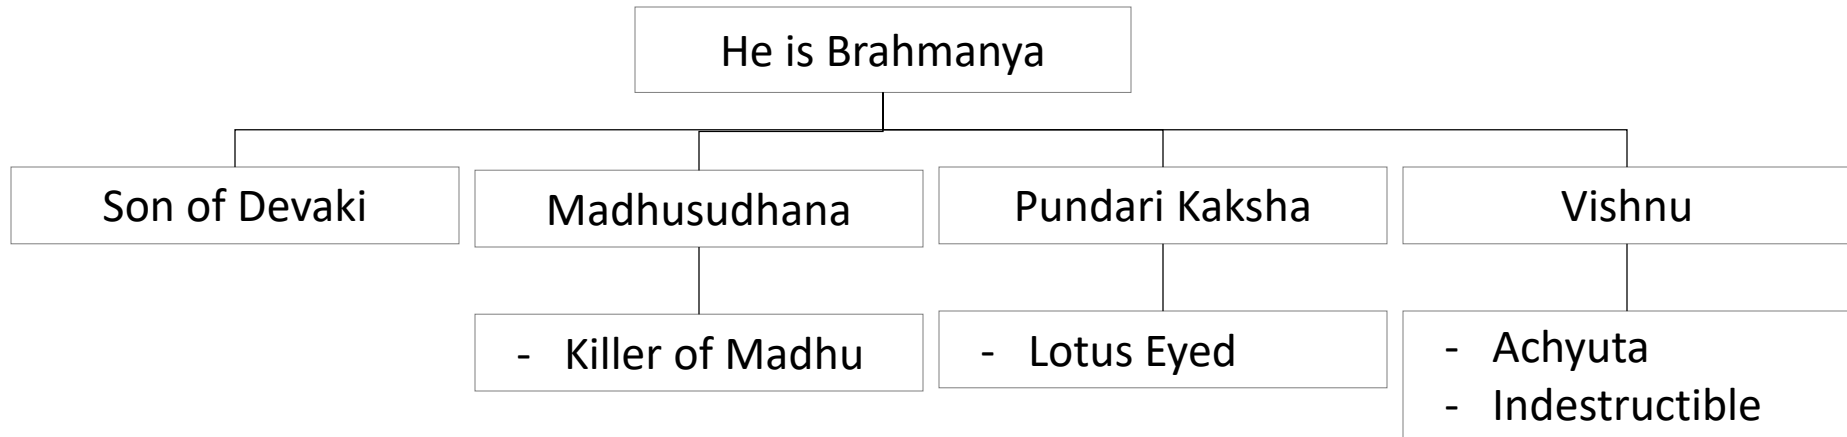 He is Brahmanya
Son of Devaki
Madhusudhana
Pundari Kaksha
Vishnu
- Killer of Madhu
- Lotus Eyed
- Achyuta
- Indestructible